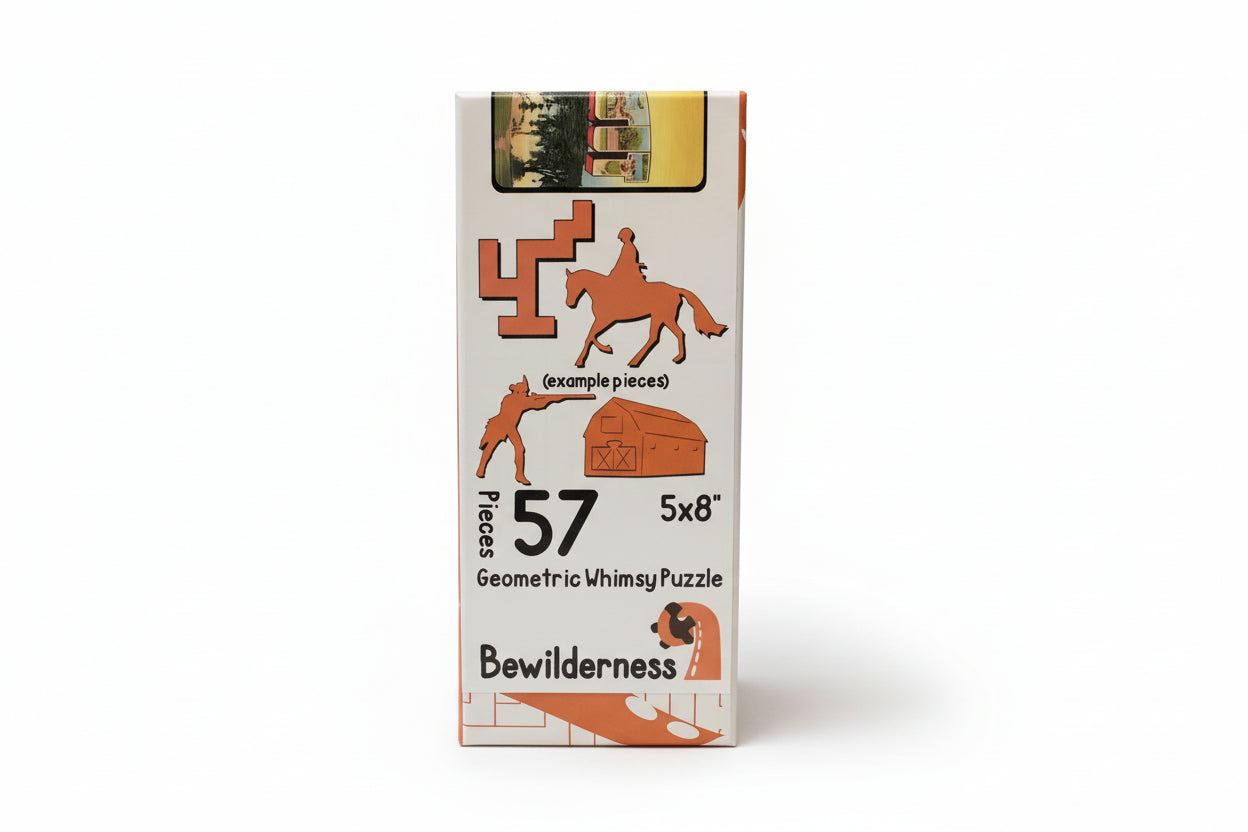 (example pieces)
Pieces
57
5x8"
Geometric Whimsy Puzzle
Bewilderness